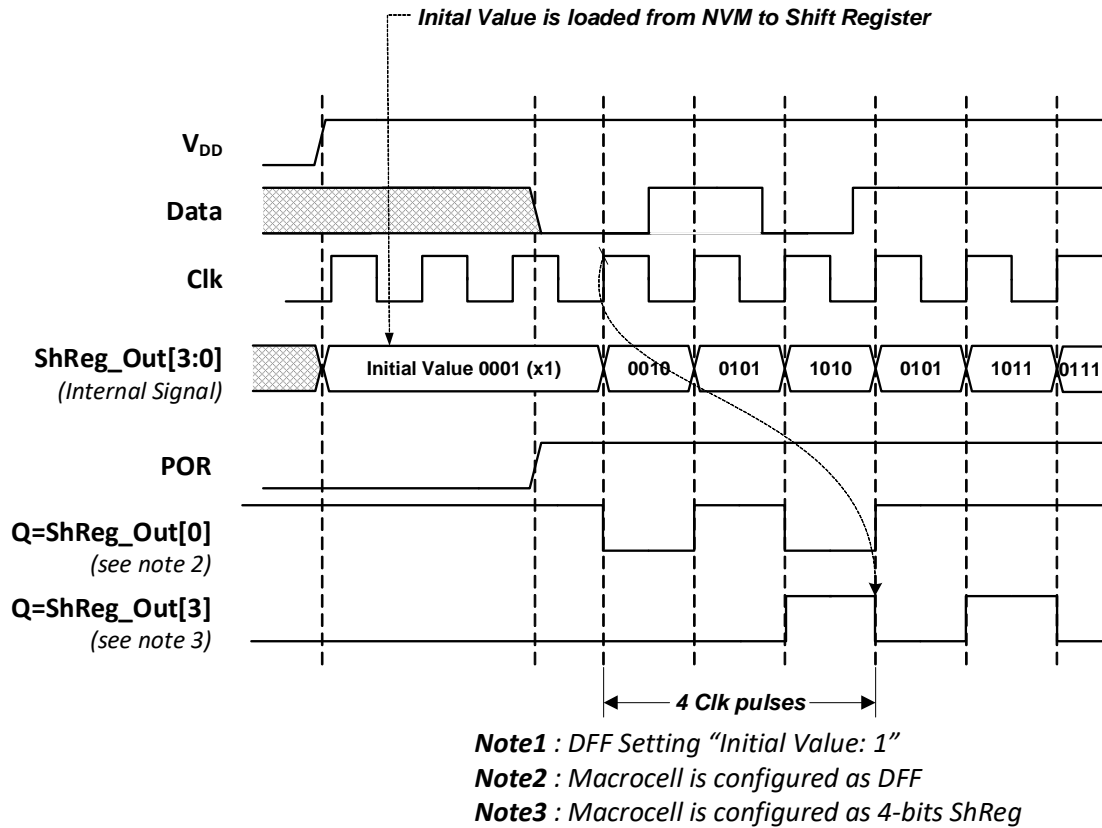 Inital Value is loaded from NVM to Shift Register
VDD
Data
Clk
ShReg_Out[3:0]
(Internal Signal)
Initial Value 0001 (x1) 0010 0101 1010 0101 1011 0111
POR
Q=ShReg_Out[0]
(see note 2)
Q=ShReg_Out[3]
(see note 3)
4 Clk pulses
Note1 : DFF Setting “Initial Value: 1”
Note2 : Macrocell is configured as DFF
Note3 : Macrocell is configured as 4-bits ShReg